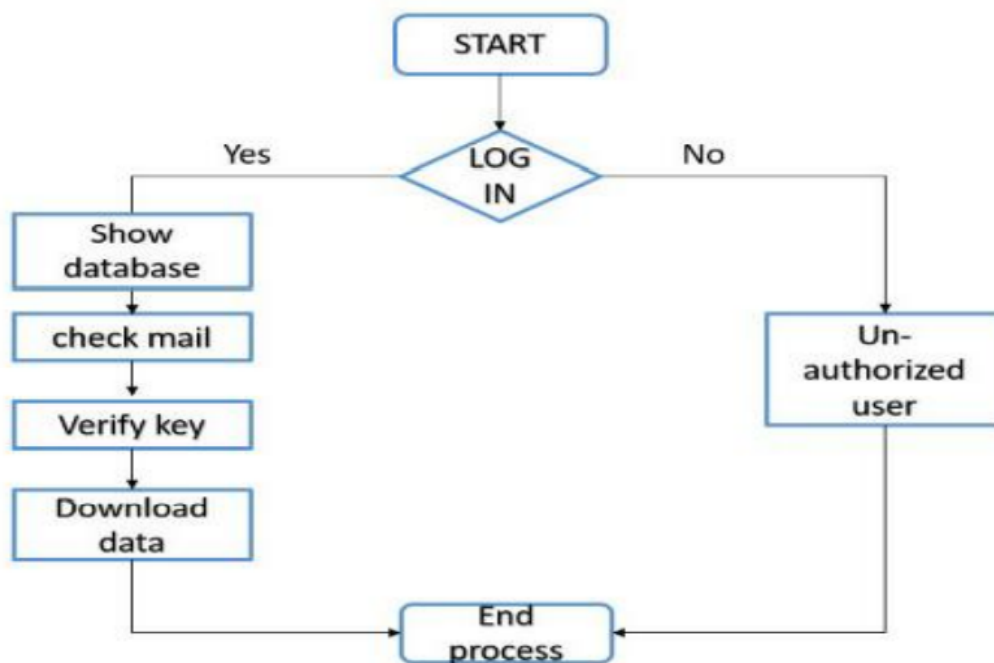 START
LOG
IN
Yes
No
Show
database
check mail
Verify key
Download
data
Un-
authorized
user
End
process